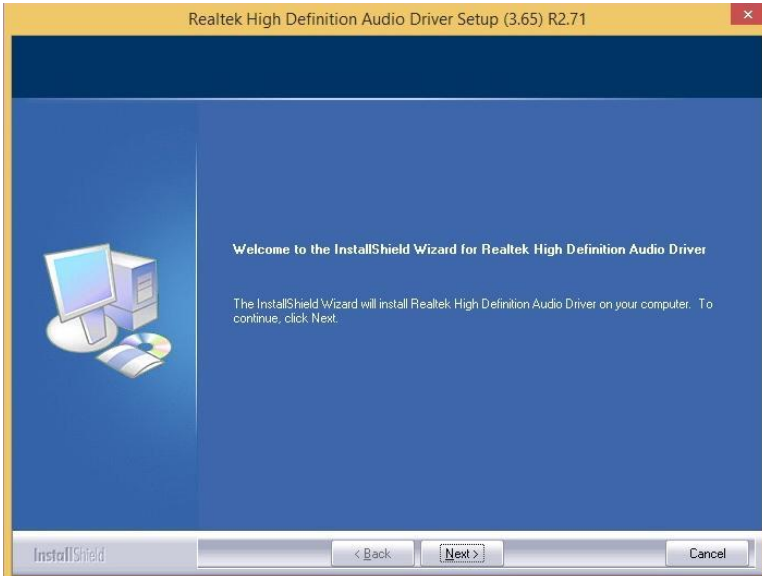 Realtek High Definition Audio Driver Setup (3.65) R2.71
Welcome to the InstallShield Wizard for Realtek High Definition Audio Driver
The InstallShield Wizard will install Realtek High Definition Audio Driver on your computer. To
continue, click Next.
InstallShield
< Back
Next >
Cancel